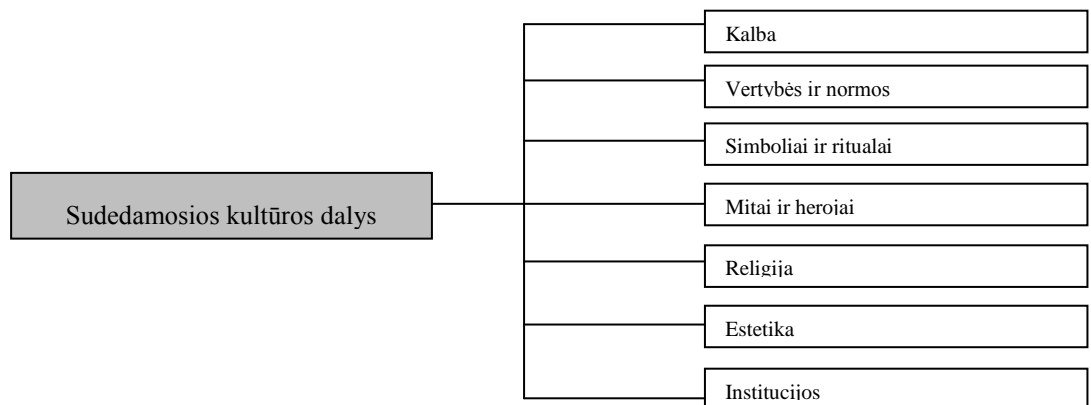 Kalba
Vertybės ir normos
Simboliai ir ritualai
Sudedamosios kultūros dalys
Mitai ir herojai
Religija
Estetika
Institucijos